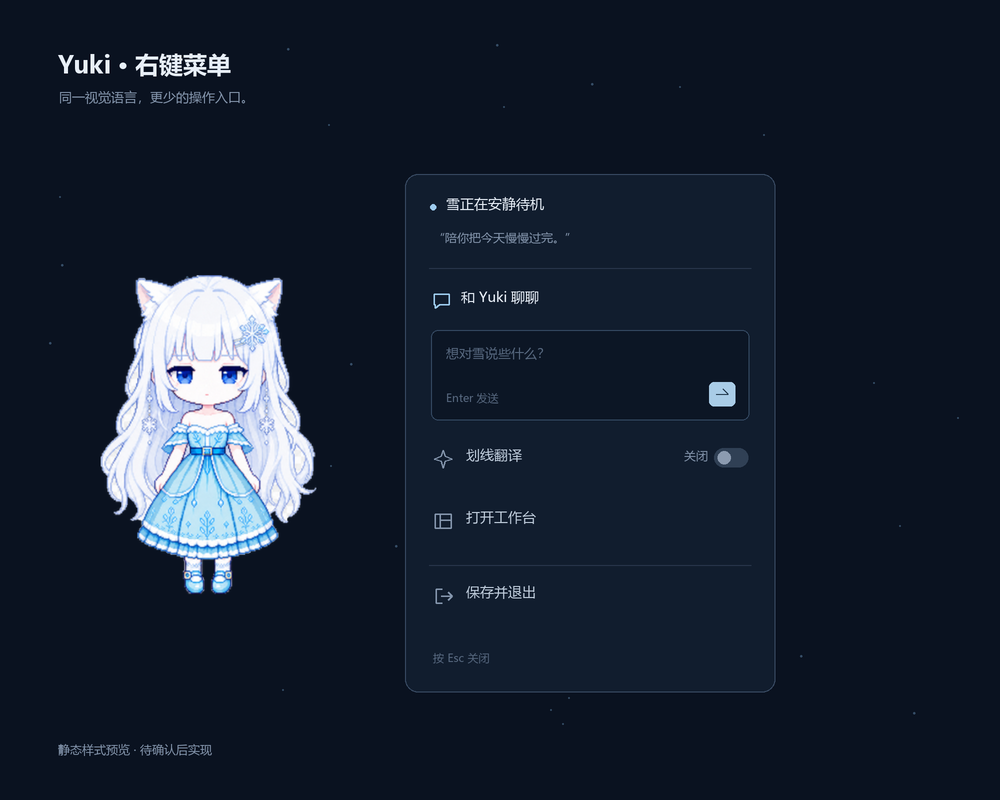 Yuki • 右键菜单
同一视觉语言，更少的操作入口。
雪正在安静待机
“陪你把今天慢慢过完。”
和 Yuki 聊聊
想对雪说些什么？
Enter 发送
划线翻译 关闭
打开工作台
保存并退出
按 Esc 关闭
静态样式预览 · 待确认后实现